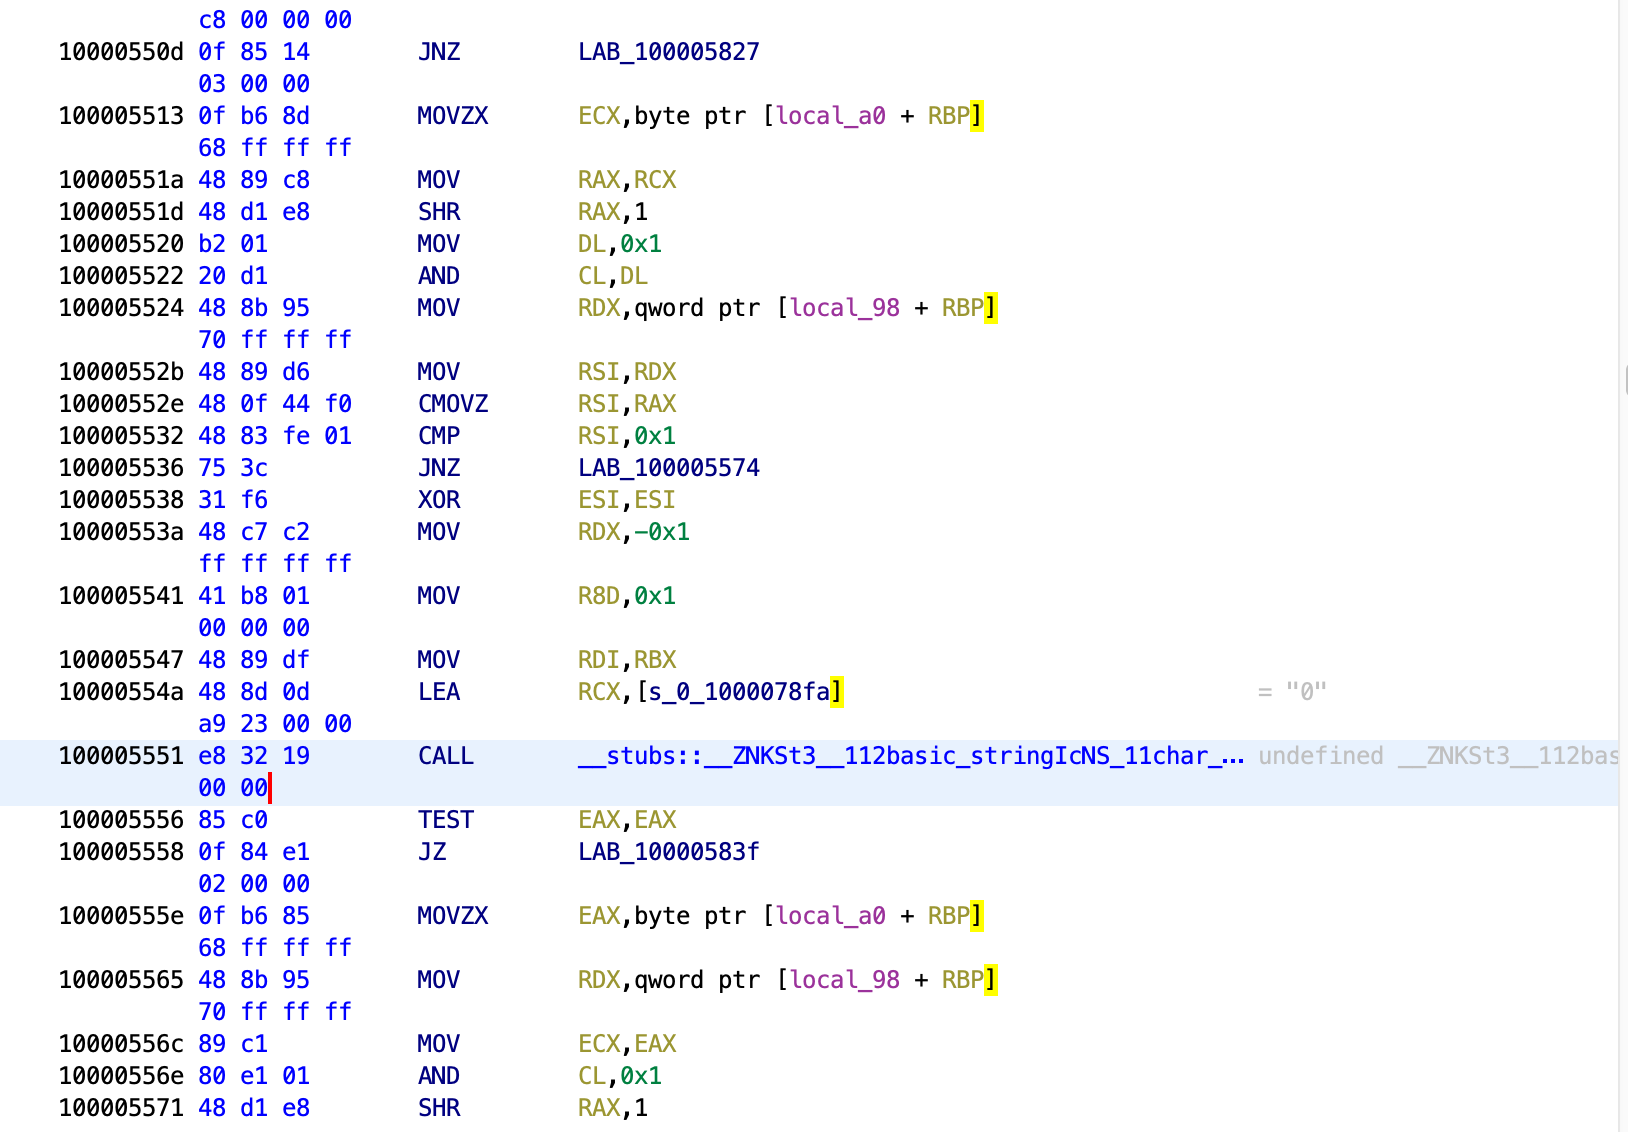 c8 00 00 00
10000550d 0f 85 14 JNZ LAB_100005827
03 00 00
100005513 0f b6 8d MOVZX ECX,byte ptr [local_a0 + RBP]
68 ff ff ff
10000551a 48 89 c8 MOV RAX,RCX
10000551d 48 d1 e8 SHR RAX,1
100005520 b2 01 MOV DL,0x1
100005522 20 d1 AND CL,DL
100005524 48 8b 95 MOV RDX,qword ptr [local_98 + RBP]
70 ff ff ff
10000552b 48 89 d6 MOV RSI,RDX
10000552e 48 0f 44 f0 CMOVZ RSI,RAX
100005532 48 83 fe 01 CMP RSI,0x1
100005536 75 3c JNZ LAB_100005574
100005538 31 f6 XOR ESI,ESI
10000553a 48 c7 c2 MOV RDX,-0x1
ff ff ff ff
100005541 41 b8 01 MOV R8D,0x1
00 00 00
100005547 48 89 df MOV RDI,RBX
10000554a 48 8d 0d LEA RCX,[s_0_1000078fa] = "0"
a9 23 00 00
100005551 e8 32 19 CALL __stubs::__ZNKSt3__112basic_stringIcNS_11char_... undefined __ZNKSt3__112bas
00 00
100005556 85 c0 TEST EAX,EAX
100005558 0f 84 e1 JZ LAB_10000583f
02 00 00
10000555e 0f b6 85 MOVZX EAX,byte ptr [local_a0 + RBP]
68 ff ff ff
100005565 48 8b 95 MOV RDX,qword ptr [local_98 + RBP]
70 ff ff ff
10000556c 89 c1 MOV ECX,EAX
10000556e 80 e1 01 AND CL,0x1
100005571 48 d1 e8 SHR RAX,1